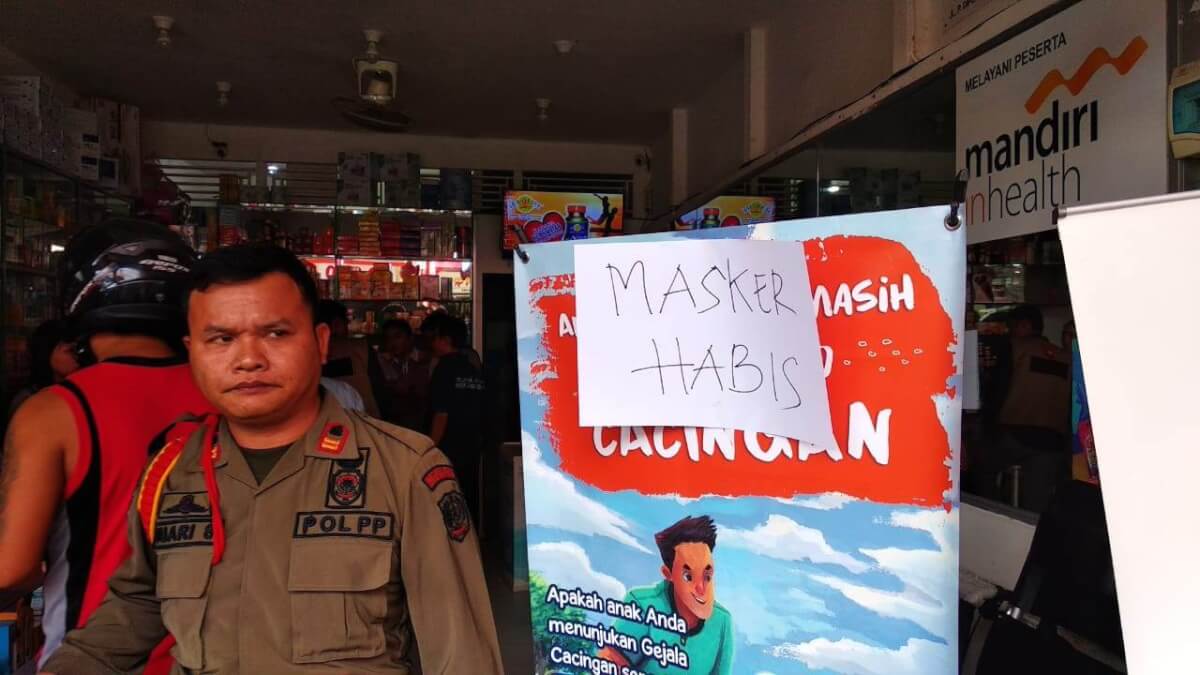 MELAYANI PESERTA
mandiri
inhealth
MASKER
HABIS
MASIH
CACINGAN
Apakah anak Anda
menunjukan Gejala
Cacingan
POL PP